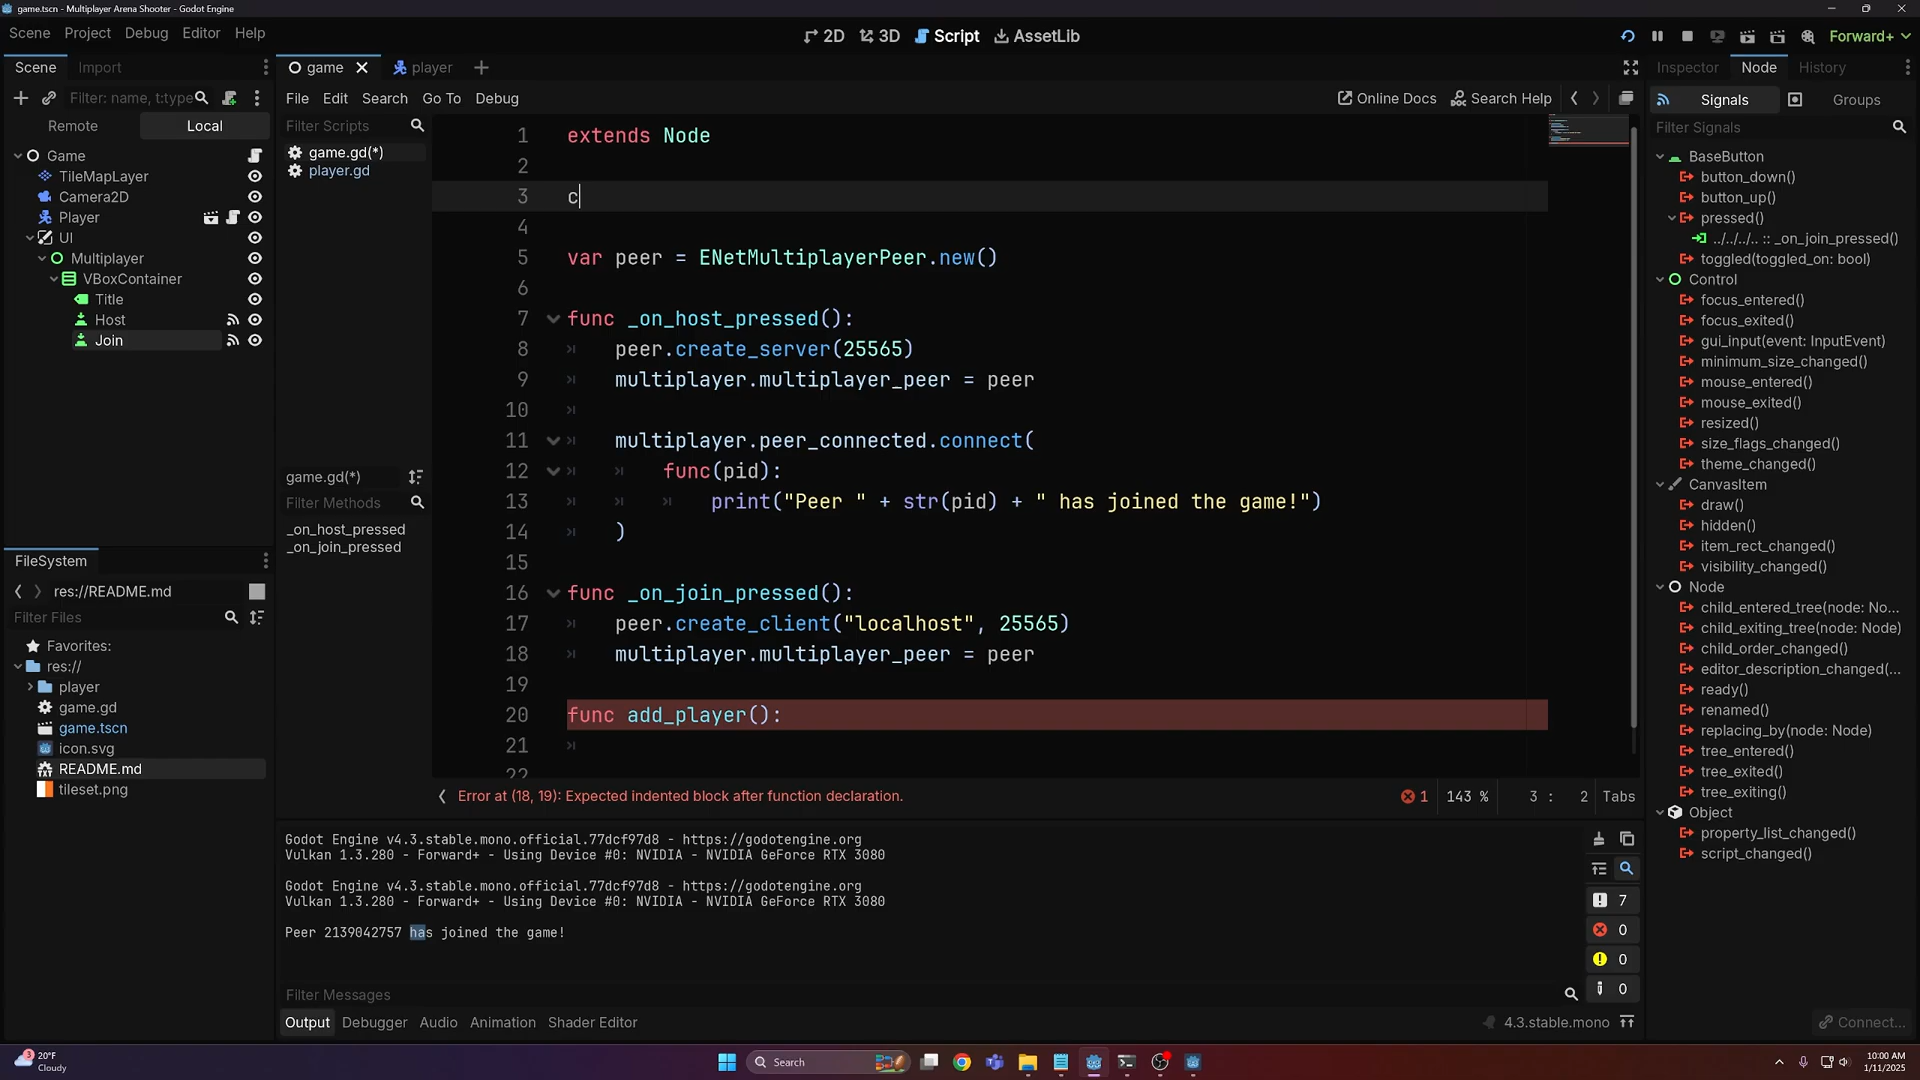 game.tscn - Multiplayer Arena Shooter - Godot Engine
Scene Project Debug Editor Help
2D 3D Script AssetLib
Forward+
Scene Import
Filter: name, t:type
Remote Local
Game
TileMapLayer
Camera2D
Player
UI
Multiplayer
VBoxContainer
Title
Host
Join
FileSystem
res://README.md
Filter Files
Favorites:
res://
player
game.gd
game.tscn
icon.svg
README.md
tileset.png
game player
File Edit Search Go To Debug
Online Docs Search Help
Filter Scripts
game.gd(*)
player.gd
game.gd(*)
Filter Methods
_on_host_pressed
_on_join_pressed
1 extends Node
2
3 c
4
5 var peer = ENetMultiplayerPeer.new()
6
7 func _on_host_pressed():
8 peer.create_server(25565)
9 multiplayer.multiplayer_peer = peer
10
11 multiplayer.peer_connected.connect(
12 func(pid):
13 print("Peer " + str(pid) + " has joined the game!")
14 )
15
16 func _on_join_pressed():
17 peer.create_client("localhost", 25565)
18 multiplayer.multiplayer_peer = peer
19
20 func add_player():
21
22
Error at (18, 19): Expected indented block after function declaration.
1 143 % 3 : 2 Tabs
Godot Engine v4.3.stable.mono.official.77dcf97d8 - https://godotengine.org
Vulkan 1.3.280 - Forward+ - Using Device #0: NVIDIA - NVIDIA GeForce RTX 3080
Godot Engine v4.3.stable.mono.official.77dcf97d8 - https://godotengine.org
Vulkan 1.3.280 - Forward+ - Using Device #0: NVIDIA - NVIDIA GeForce RTX 3080
Peer 2139042757 has joined the game!
7
0
0
0
Filter Messages
Output Debugger Audio Animation Shader Editor
4.3.stable.mono
Inspector Node History
Signals Groups
Filter Signals
BaseButton
button_down()
button_up()
pressed()
../../../.. :: _on_join_pressed()
toggled(toggled_on: bool)
Control
focus_entered()
focus_exited()
gui_input(event: InputEvent)
minimum_size_changed()
mouse_entered()
mouse_exited()
resized()
size_flags_changed()
theme_changed()
CanvasItem
draw()
hidden()
item_rect_changed()
visibility_changed()
Node
child_entered_tree(node: No...
child_exiting_tree(node: Node)
child_order_changed()
editor_description_changed(...
ready()
renamed()
replacing_by(node: Node)
tree_entered()
tree_exited()
tree_exiting()
Object
property_list_changed()
script_changed()
Connect...
3
20°F
Cloudy
Search
10:00 AM
1/11/2025